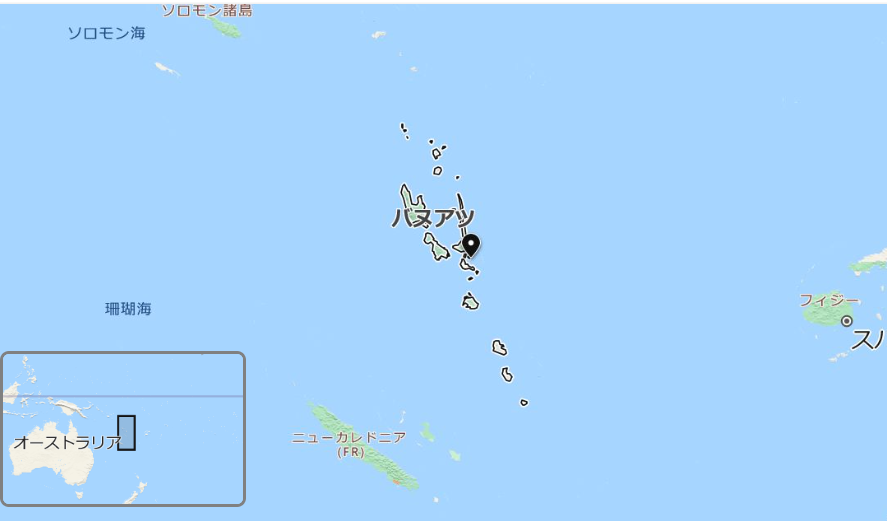 ソロモン諸島
ソロモン海
バヌアツ
フィジー
珊瑚海
オーストラリア
ニューカレドニア
(FR)